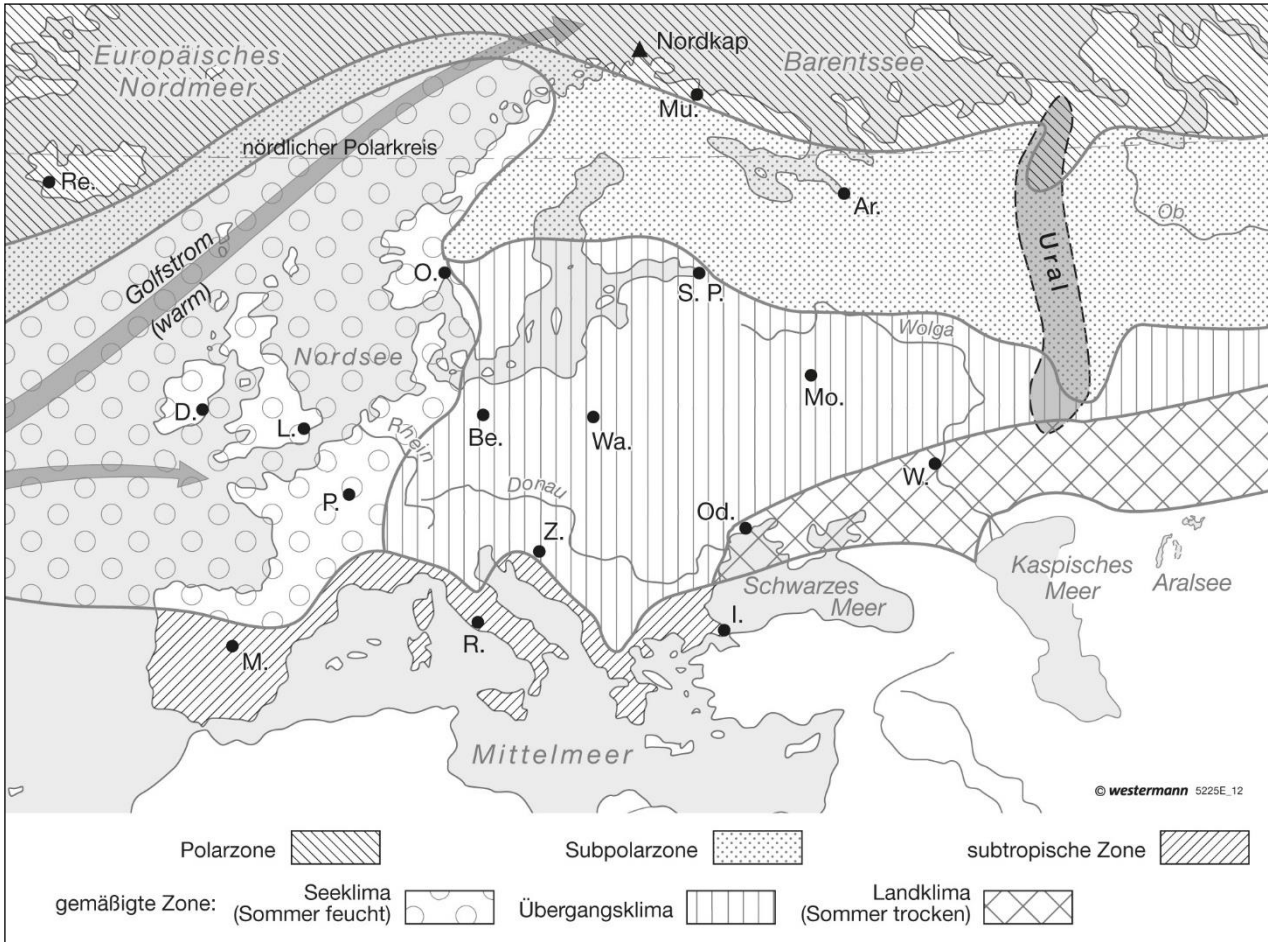 Europäisches
Nordmeer
Nordkap
Barentssee
Mu.
nördlicher Polarkreis
Re.
Ar.
Ob
Golfstrom
(warm)
Ural
O.
S. P.
Wolga
Nordsee
Mo.
D.
L.
Rhein
Be.
Wa.
W.
P.
Donau
Od.
Z.
Kaspisches
Meer
Aralsee
Schwarzes
Meer
I.
R.
M.
Mittelmeer
© westermann 5225E_12
Polarzone
Subpolarzone
subtropische Zone
gemäßigte Zone:
Seeklima
(Sommer feucht)
Übergangsklima
Landklima
(Sommer trocken)